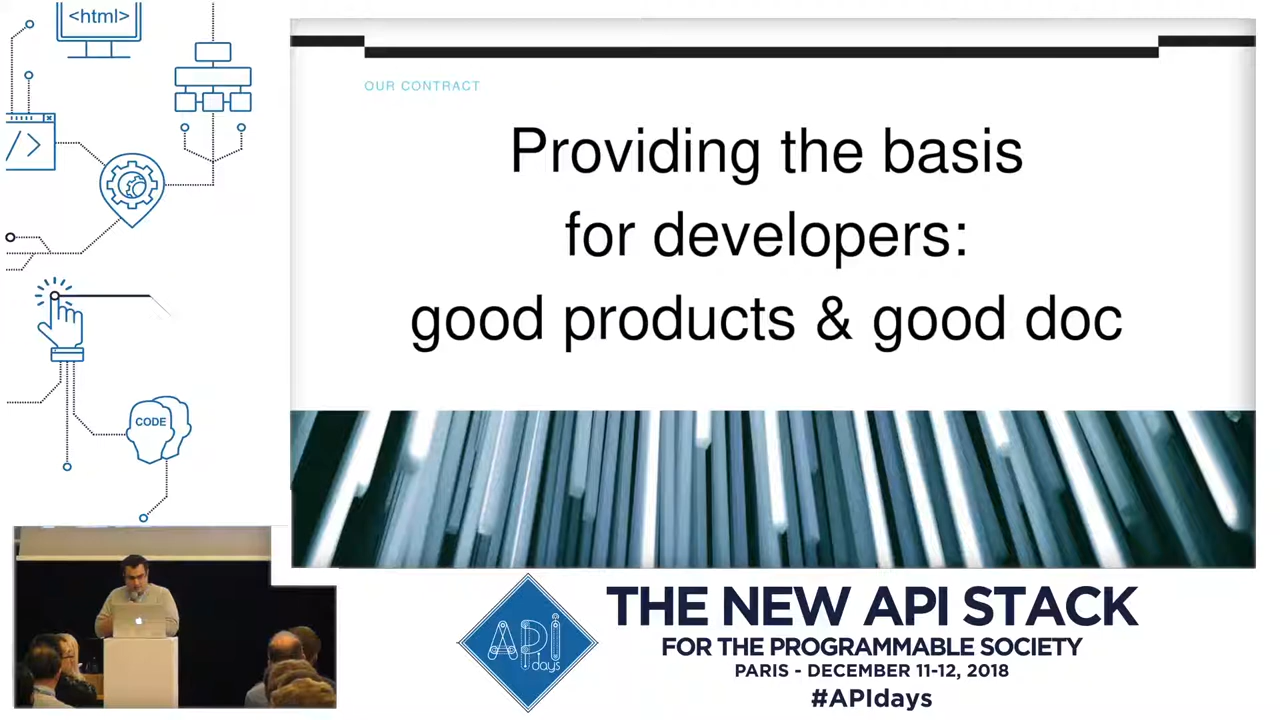 <html>
OUR CONTRACT
Providing the basis
for developers:
good products & good doc
</>
CODE
API
days
THE NEW API STACK
FOR THE PROGRAMMABLE SOCIETY
PARIS - DECEMBER 11-12, 2018
#APIdays